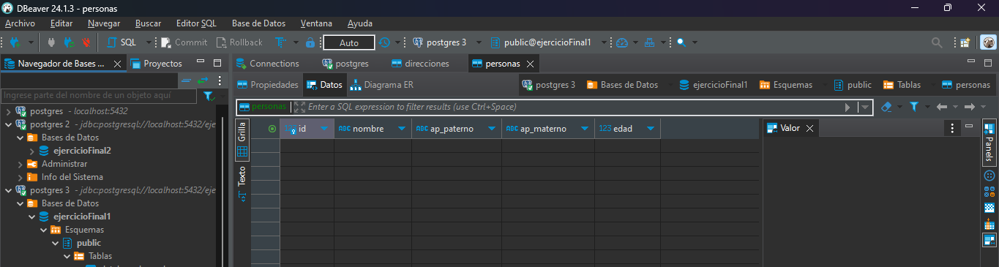 DBeaver 24.1.3 - personas
Archivo Editar Navegar Buscar Editor SQL Base de Datos Ventana Ayuda
SQL Commit Rollback Auto postgres 3 public@ejercicioFinal1
Navegador de Bases ... Proyectos
Connections postgres direcciones personas
Ingrese parte del nombre de un objeto aquí
postgres - localhost:5432
postgres 2 - jdbc:postgresql://localhost:5432/eje
Bases de Datos
ejercicioFinal2
Administrar
Info del Sistema
postgres 3 - jdbc:postgresql://localhost:5432/eje
Bases de Datos
ejercicioFinal1
Esquemas
public
Tablas
Propiedades Datos Diagrama ER
postgres 3 Bases de Datos ejercicioFinal1 Esquemas public Tablas personas
personas Enter a SQL expression to filter results (use Ctrl+Space)
Grilla
Texto
id ABC nombre ABC ap_paterno ABC ap_materno 123 edad
Valor
Panels